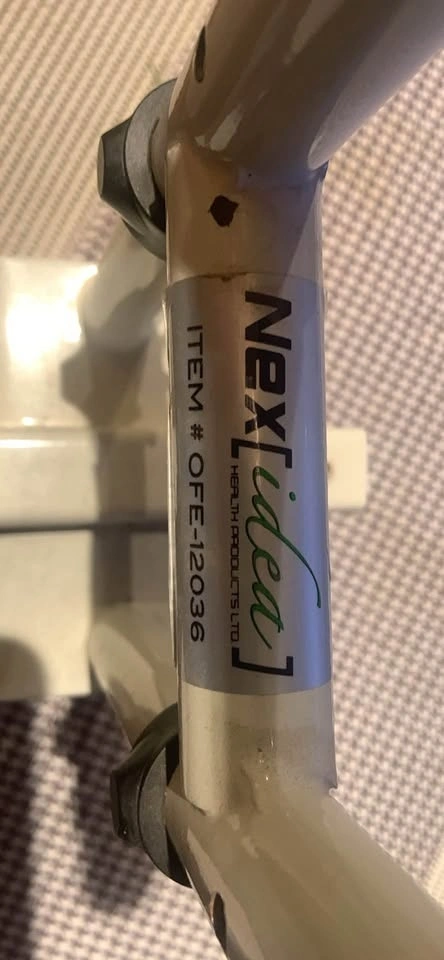 Nex[idea]
HEALTH PRODUCTS LTD.
ITEM # OFE-12036